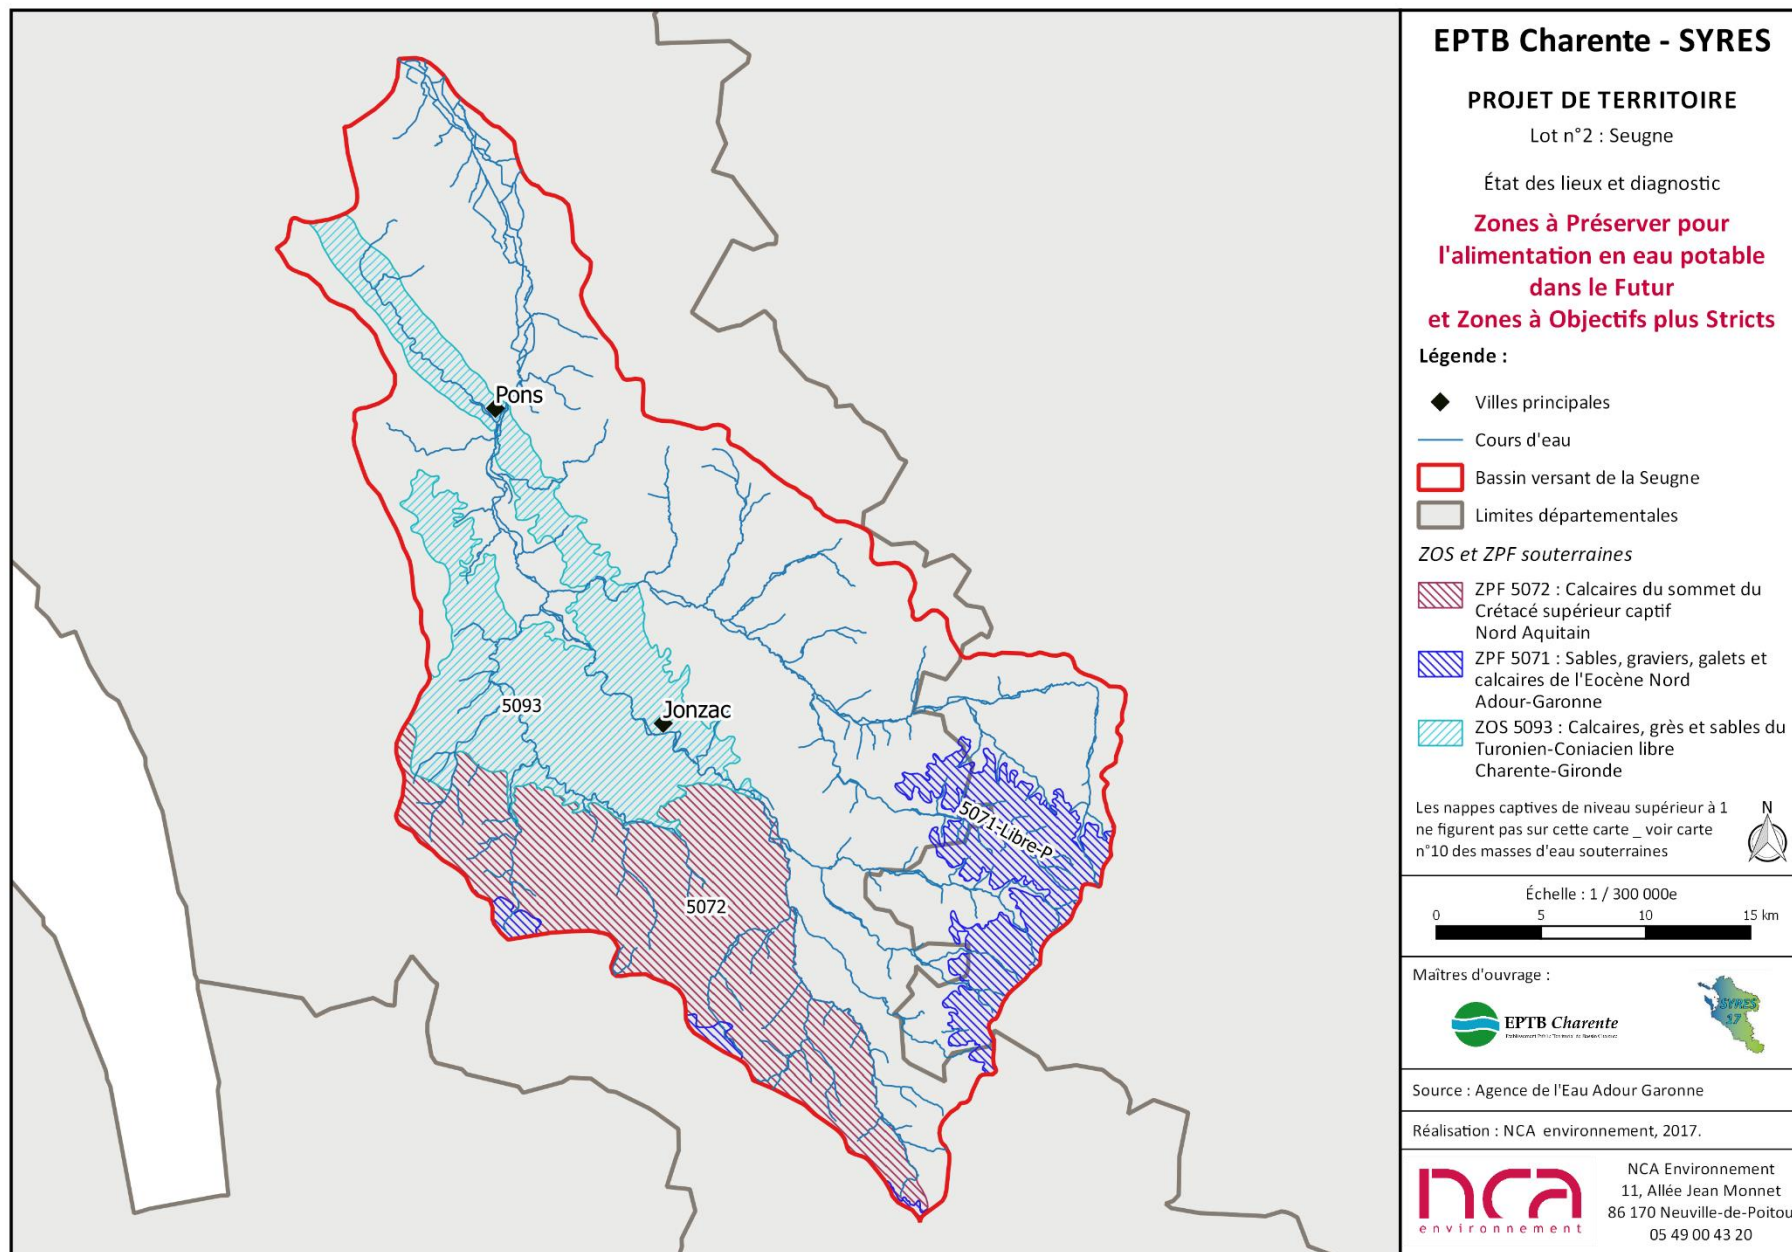 EPTB Charente - SYRES
PROJET DE TERRITOIRE
Lot n°2 : Seugne
État des lieux et diagnostic
Zones à Préserver pour
l'alimentation en eau potable
dans le Futur
et Zones à Objectifs plus Stricts
Légende :
Villes principales
Cours d'eau
Bassin versant de la Seugne
Limites départementales
ZOS et ZPF souterraines
ZPF 5072 : Calcaires du sommet du
Crétacé supérieur captif
Nord Aquitain
ZPF 5071 : Sables, graviers, galets et
calcaires de l'Eocène Nord
Adour-Garonne
ZOS 5093 : Calcaires, grès et sables du
Turonien-Coniacien libre
Charente-Gironde
Les nappes captives de niveau supérieur à 1
ne figurent pas sur cette carte _ voir carte
n°10 des masses d'eau souterraines
N
Échelle : 1 / 300 000e
0 5 10 15 km
Maîtres d'ouvrage :
EPTB Charente
SYRES
17
Source : Agence de l'Eau Adour Garonne
Réalisation : NCA environnement, 2017.
nca
environnement
NCA Environnement
11, Allée Jean Monnet
86 170 Neuville-de-Poitou
05 49 00 43 20
Pons
5093
Jonzac
5071-Libre-P
5072